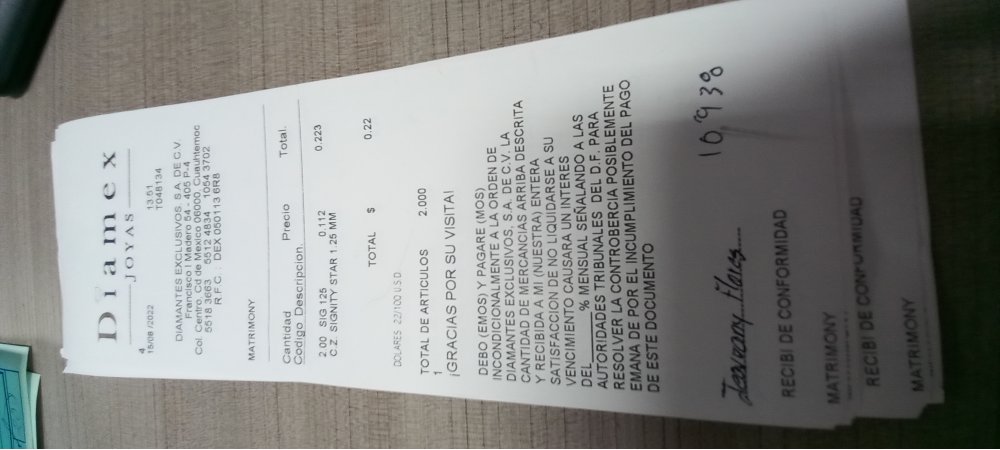 Diamex
JOYAS
4
15/08 /2022 13:51
T048134
DIAMANTES EXCLUSIVOS, S.A. DE C.V.
Francisco I Madero 54 - 405 P-4
Col. Centro, Cd de Mexico 06000, Cuauhtemoc
5518 3663 5512 4834 1054 3702
R F C : DEX 050113 6R8
MATRIMONY
Cantidad Precio Total.
Codigo Descripcion.
2.00 SIG 125 0.112 0.223
C.Z. SIGNITY STAR 1.25 MM
TOTAL $ 0.22
DOLARES 22/100 U.S.D.
TOTAL DE ARTICULOS 2.000
1
¡GRACIAS POR SU VISITA!
DEBO (EMOS) Y PAGARE (MOS)
INCONDICIONALMENTE A LA ORDEN DE
DIAMANTES EXCLUSIVOS, S.A. DE C.V. LA
CANTIDAD DE MERCANCIAS ARRIBA DESCRITA
Y RECIBIDA A MI (NUESTRA) ENTERA
SATISFACCION DE NO LIQUIDARSE A SU
VENCIMIENTO CAUSARA UN INTERES
DEL_____% MENSUAL SEÑALANDO A LAS
AUTORIDADES TRIBUNALES DEL D.F. PARA
RESOLVER LA CONTROBERCIA POSIBLEMENTE
EMANA DE POR EL INCUMPLIMIENTO DEL PAGO
DE ESTE DOCUMENTO
10,938
RECIBI DE CONFORMIDAD
MATRIMONY
RECIBI DE CONFORMIDAD
MATRIMONY